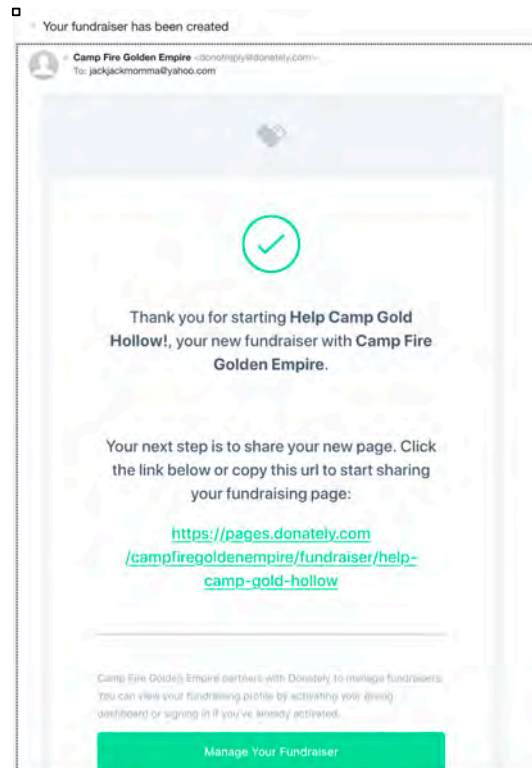 Your fundraiser has been created
Camp Fire Golden Empire <donotreply@donately.com>
To: jackjackmomma@yahoo.com
Thank you for starting Help Camp Gold
Hollow!, your new fundraiser with Camp Fire
Golden Empire.
Your next step is to share your new page. Click
the link below or copy this url to start sharing
your fundraising page:
https://pages.donately.com
/campfiregoldenempire/fundraiser/help-
camp-gold-hollow
Camp Fire Golden Empire partners with Donately to manage fundraisers.
You can view your fundraising profile by activating your giving
dashboard or signing in if you've already activated.
Manage Your Fundraiser